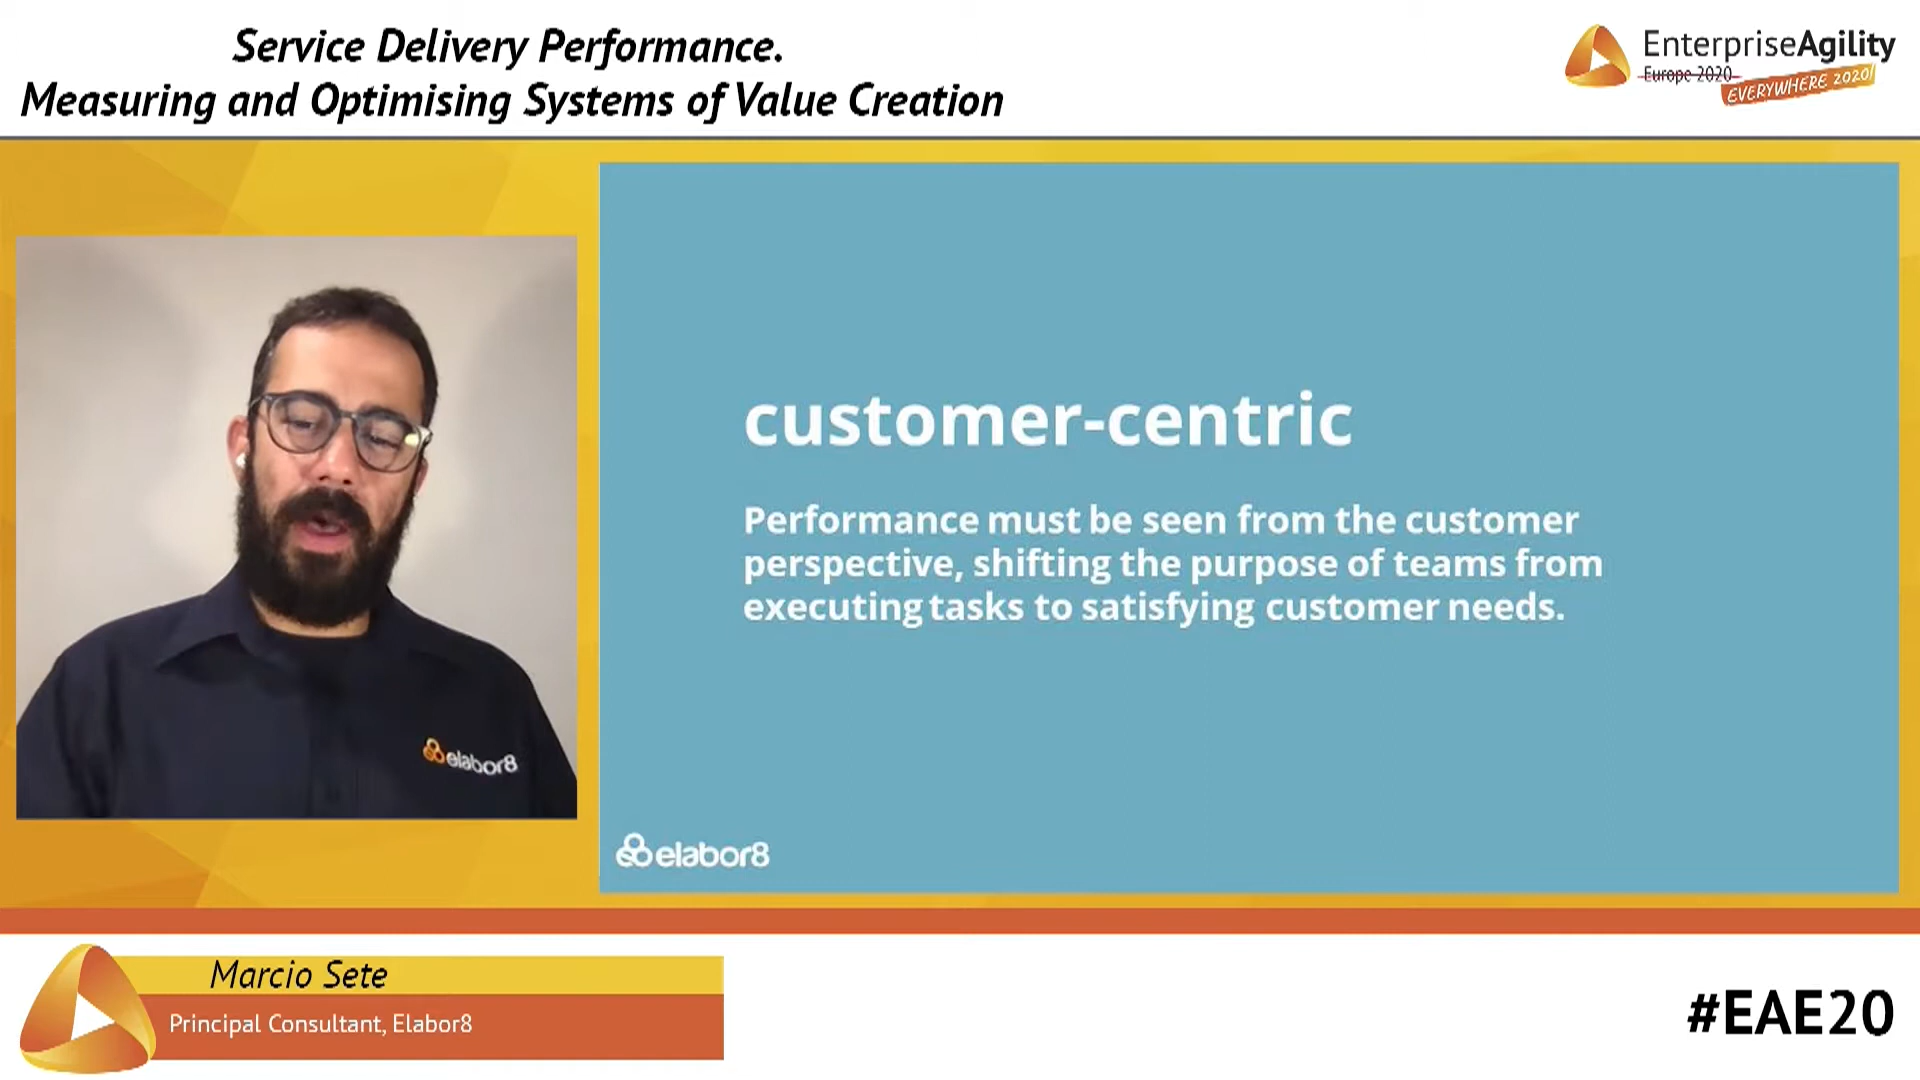 Service Delivery Performance.
Measuring and Optimising Systems of Value Creation
EnterpriseAgility
Europe 2020
EVERYWHERE 2020!
customer-centric
Performance must be seen from the customer
perspective, shifting the purpose of teams from
executing tasks to satisfying customer needs.
elabor8
elabor8
Marcio Sete
Principal Consultant, Elabor8
#EAE20